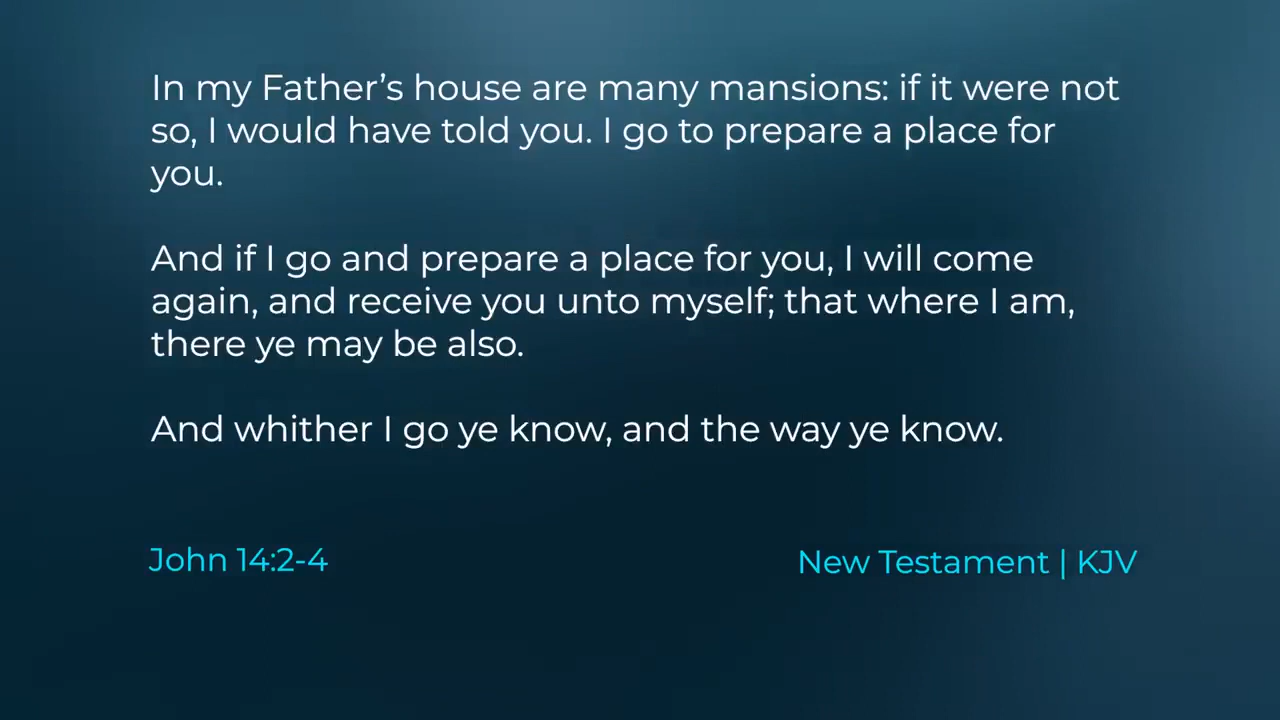 In my Father’s house are many mansions: if it were not
so, I would have told you. I go to prepare a place for
you.
And if I go and prepare a place for you, I will come
again, and receive you unto myself; that where I am,
there ye may be also.
And whither I go ye know, and the way ye know.
John 14:2-4
New Testament | KJV